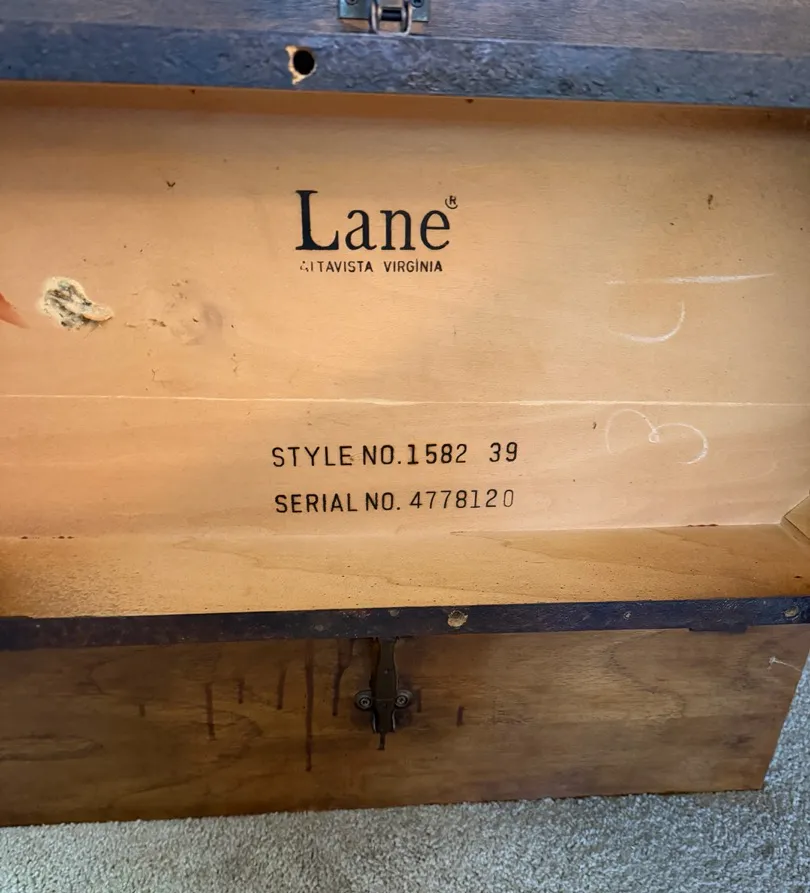 Lane®
ALTAVISTA VIRGINIA
STYLE NO. 1582 39
SERIAL NO. 4778120